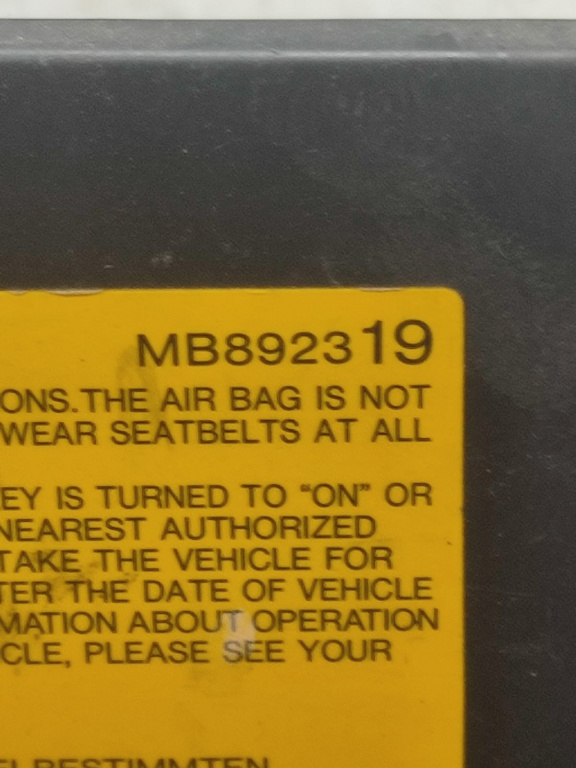 MB892319
ONS. THE AIR BAG IS NOT
WEAR SEATBELTS AT ALL
EY IS TURNED TO “ON” OR
NEAREST AUTHORIZED
TAKE THE VEHICLE FOR
TER THE DATE OF VEHICLE
MATION ABOUT OPERATION
CLE, PLEASE SEE YOUR